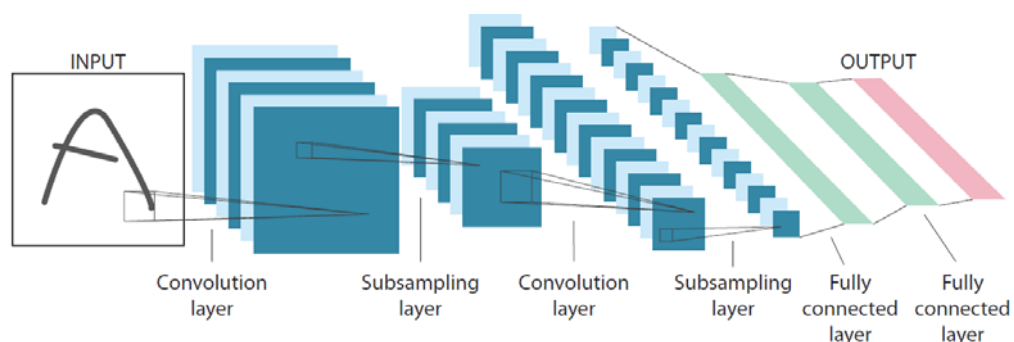 INPUT
OUTPUT
A
Convolution
layer
Subsampling
layer
Convolution
layer
Subsampling
layer
Fully
connected
layer
Fully
connected
layer